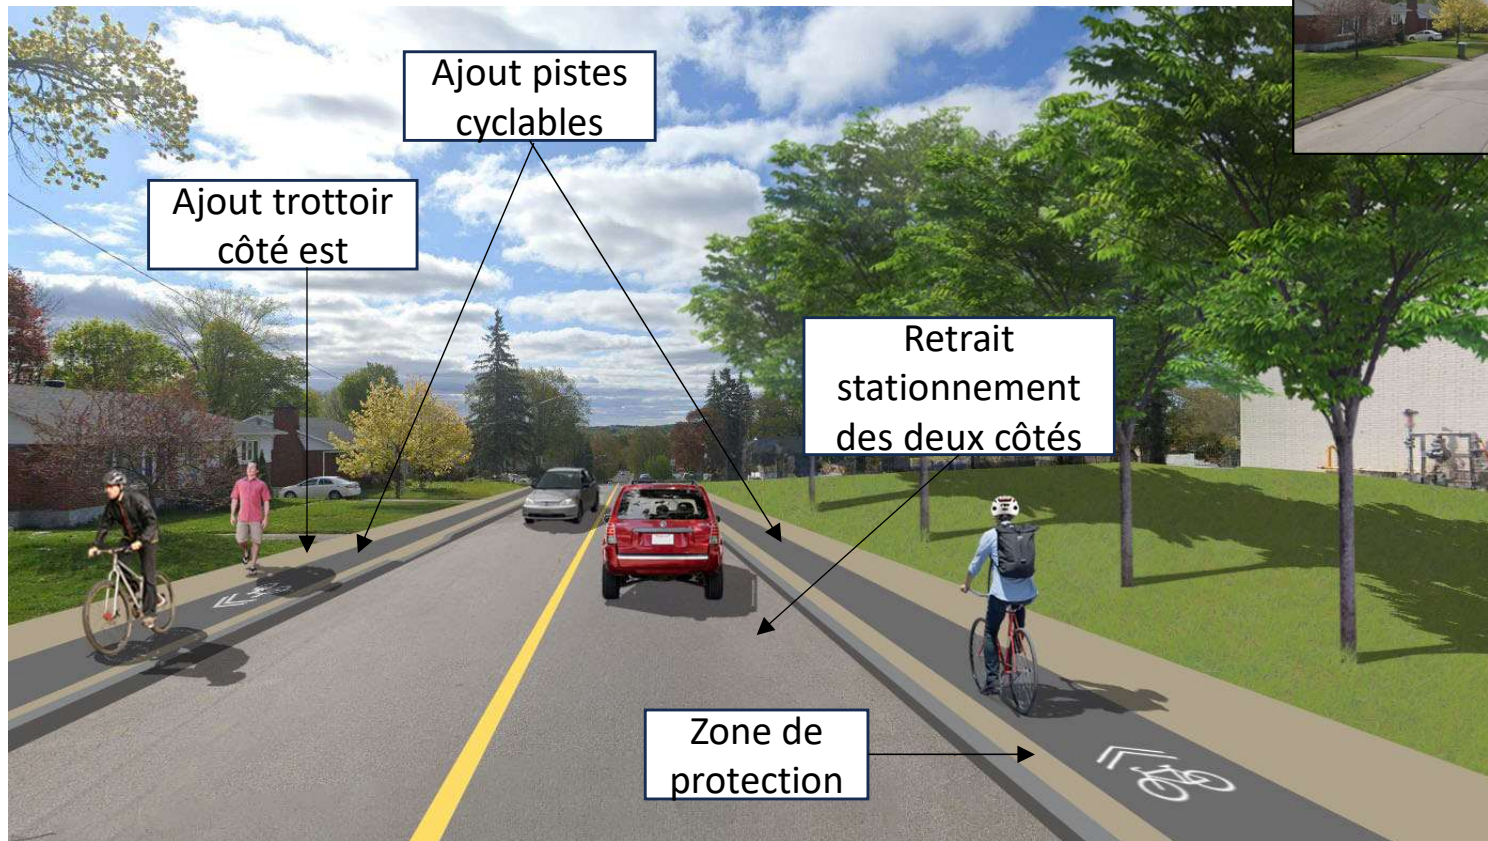 Ajout pistes
cyclables
Ajout trottoir
côté est
Retrait
stationnement
des deux côtés
Zone de
protection